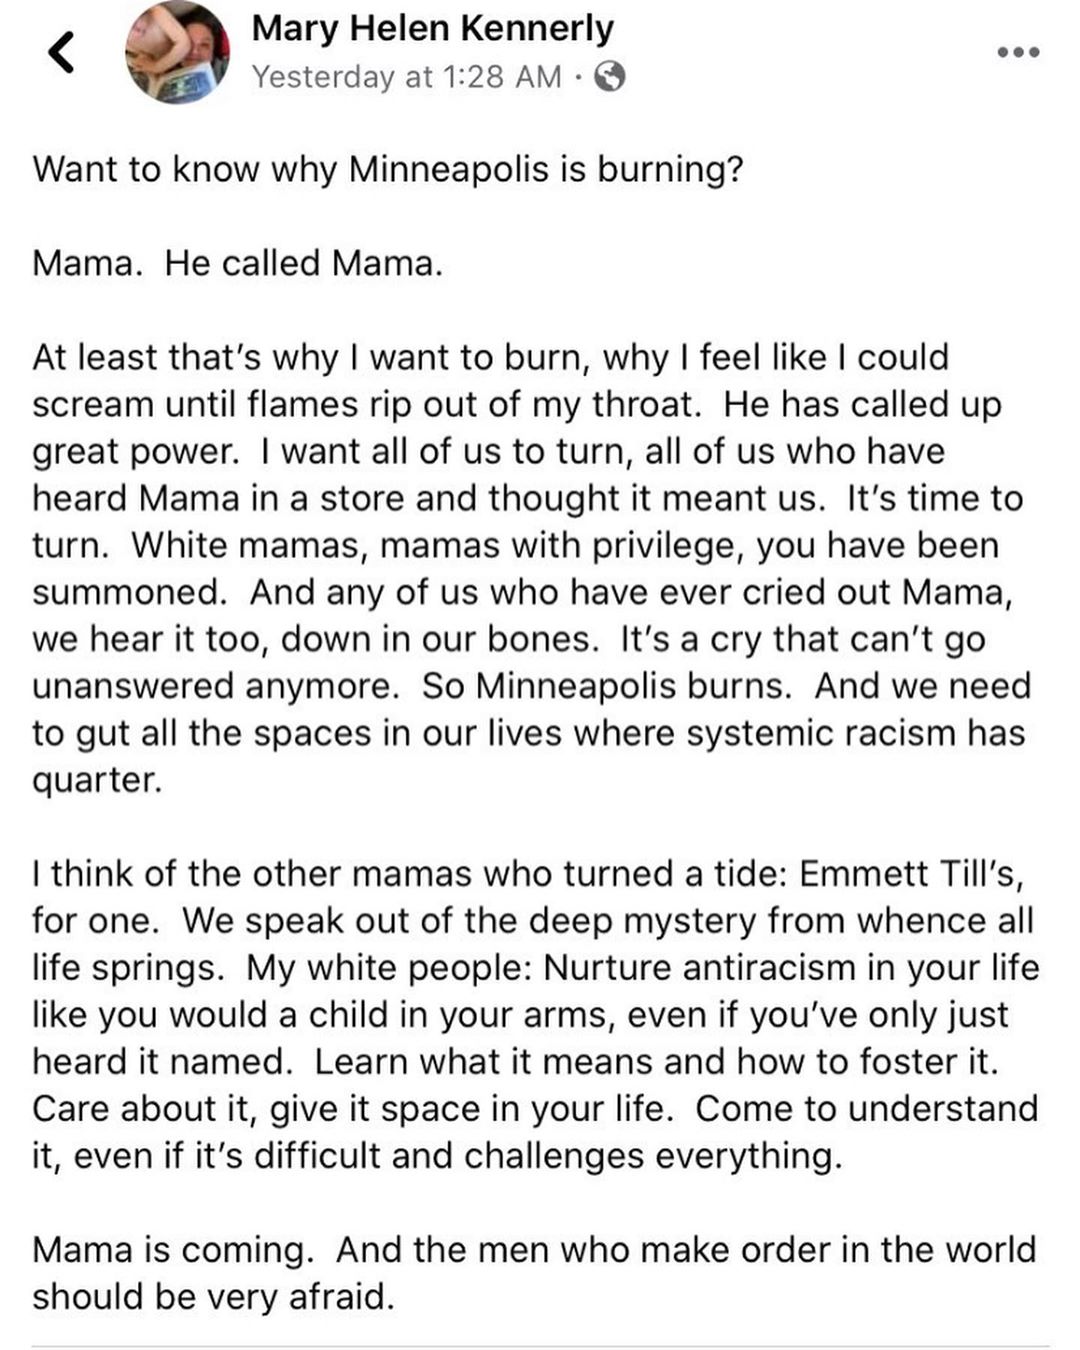 Mary Helen Kennerly
Yesterday at 1:28 AM ·
Want to know why Minneapolis is burning?
Mama.  He called Mama.
At least that's why I want to burn, why I feel like I could
scream until flames rip out of my throat.  He has called up
great power.  I want all of us to turn, all of us who have
heard Mama in a store and thought it meant us.  It's time to
turn.  White mamas, mamas with privilege, you have been
summoned.  And any of us who have ever cried out Mama,
we hear it too, down in our bones.  It's a cry that can't go
unanswered anymore.  So Minneapolis burns.  And we need
to gut all the spaces in our lives where systemic racism has
quarter.
I think of the other mamas who turned a tide: Emmett Till's,
for one.  We speak out of the deep mystery from whence all
life springs.  My white people: Nurture antiracism in your life
like you would a child in your arms, even if you've only just
heard it named.  Learn what it means and how to foster it.
Care about it, give it space in your life.  Come to understand
it, even if it's difficult and challenges everything.
Mama is coming.  And the men who make order in the world
should be very afraid.